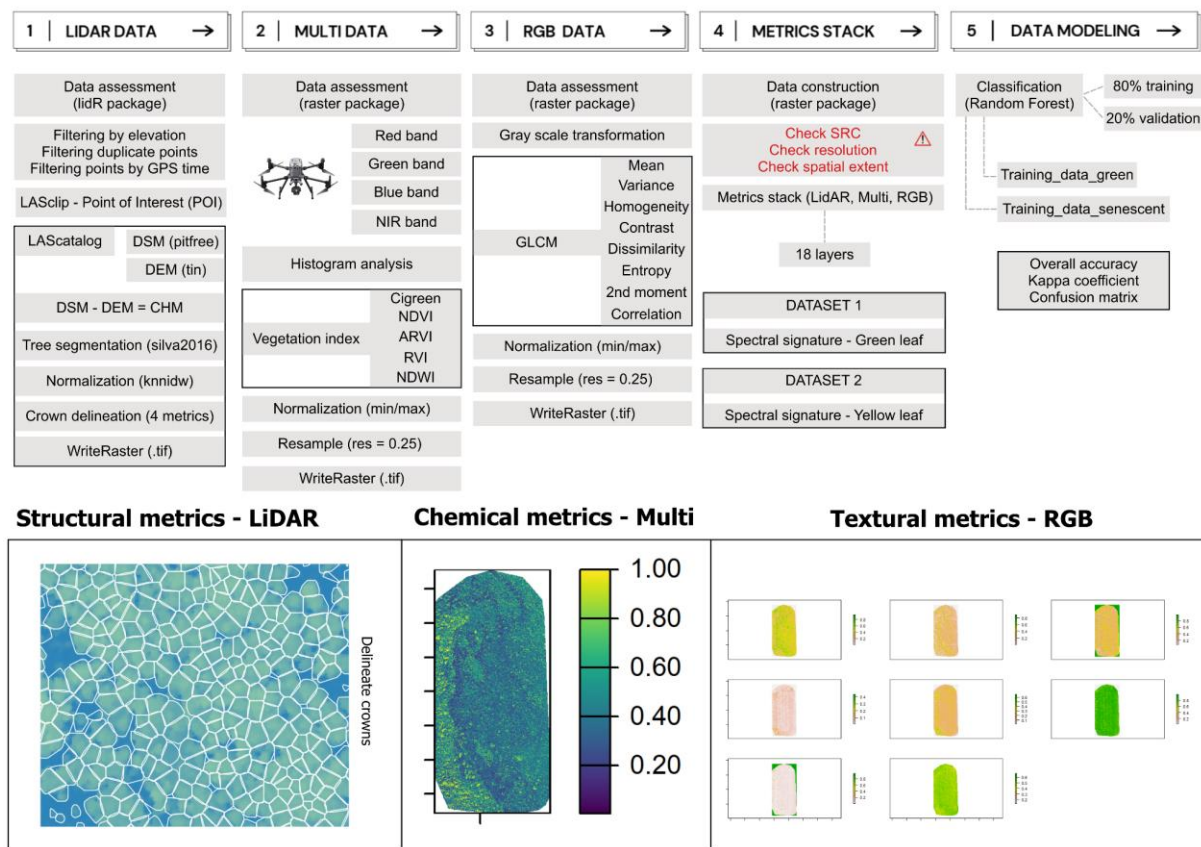 1 | LIDAR DATA →
Data assessment
(lidR package)
Filtering by elevation
Filtering duplicate points
Filtering points by GPS time
LASclip - Point of Interest (POI)
LAScatalog
DSM (pitfree)
DEM (tin)
DSM - DEM = CHM
Tree segmentation (silva2016)
Normalization (knnidw)
Crown delineation (4 metrics)
WriteRaster (.tif)
2 | MULTI DATA →
Data assessment
(raster package)
Red band
Green band
Blue band
NIR band
Histogram analysis
Vegetation index
Cigreen
NDVI
ARVI
RVI
NDWI
Normalization (min/max)
Resample (res = 0.25)
WriteRaster (.tif)
3 | RGB DATA →
Data assessment
(raster package)
Gray scale transformation
GLCM
Mean
Variance
Homogeneity
Contrast
Dissimilarity
Entropy
2nd moment
Correlation
Normalization (min/max)
Resample (res = 0.25)
WriteRaster (.tif)
4 | METRICS STACK →
Data construction
(raster package)
Check SRC
Check resolution
Check spatial extent
Metrics stack (LidAR, Multi, RGB)
18 layers
DATASET 1
Spectral signature - Green leaf
DATASET 2
Spectral signature - Yellow leaf
5 | DATA MODELING →
Classification
(Random Forest)
80% training
20% validation
Training_data_green
Training_data_senescent
Overall accuracy
Kappa coefficient
Confusion matrix
Structural metrics - LiDAR
Delineate crowns
Chemical metrics - Multi
1.00
0.80
0.60
0.40
0.20
Textural metrics - RGB